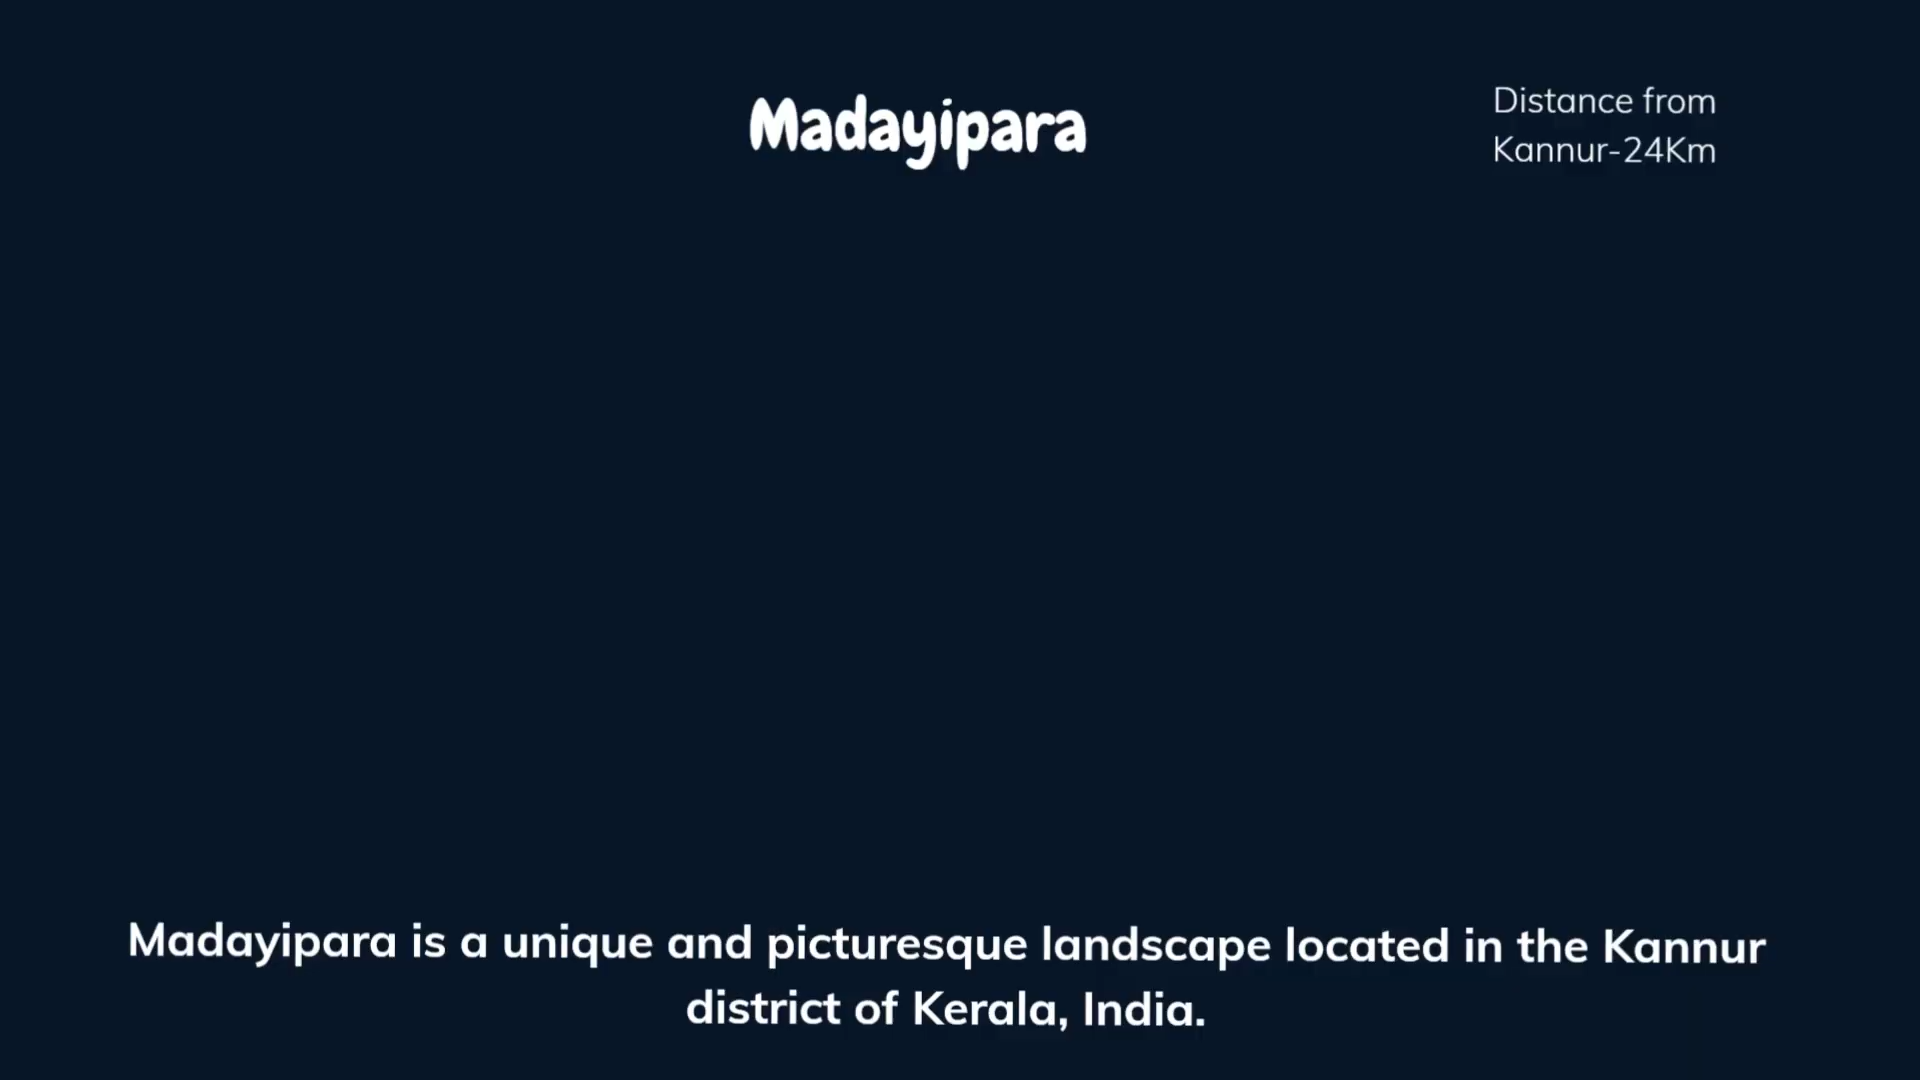 Madayipara
Distance from
Kannur-24Km
Madayipara is a unique and picturesque landscape located in the Kannur
district of Kerala, India.